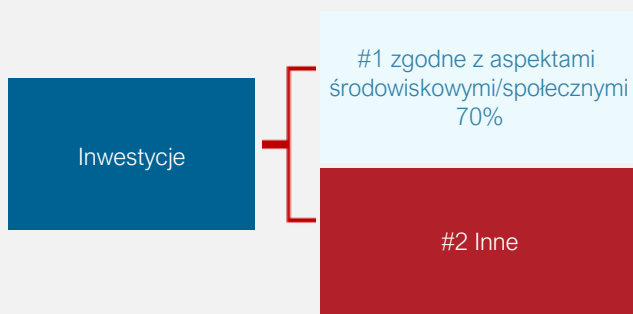 Inwestycje
#1 zgodne z aspektami
środowiskowymi/społecznymi
70%
#2 Inne